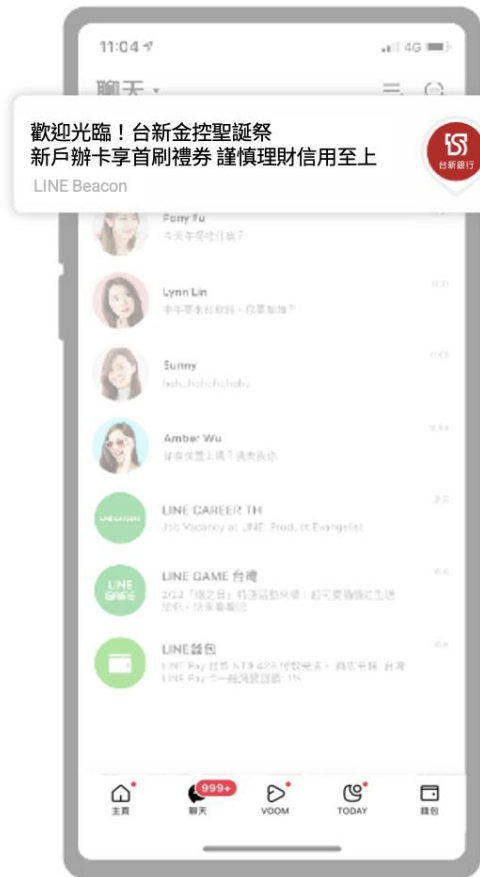 11:04
4G
聊天
歡迎光臨！台新金控聖誕祭
新戶辦卡享首刷禮券 謹慎理財信用至上
LINE Beacon
台新銀行
今天午餐吃什麼？
Lynn Lin
Sunny
hahahahahahaha
Amber Wu
LINE CAREER TH
Job Vacancy at LINE: Product Evangelist
LINE GAME 台灣
LINE
GAME
LINE錢包
999+
主頁
聊天
VOOM
TODAY
錢包